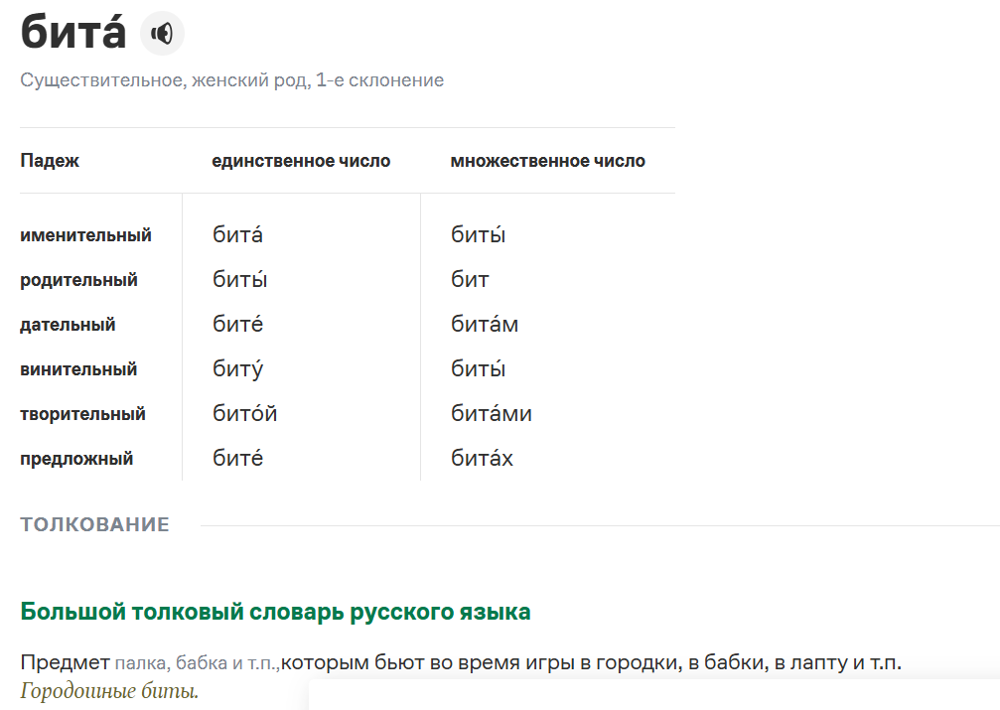 бита́
Существительное, женский род, 1-е склонение
Падеж единственное число множественное число
именительный бита́ биты́
родительный биты́ бит
дательный бите́ бита́м
винительный биту́ биты́
творительный бито́й бита́ми
предложный бите́ бита́х
ТОЛКОВАНИЕ
Большой толковый словарь русского языка
Предмет палка, бабка и т.п.,которым бьют во время игры в городки, в бабки, в лапту и т.п.
Городошные биты.